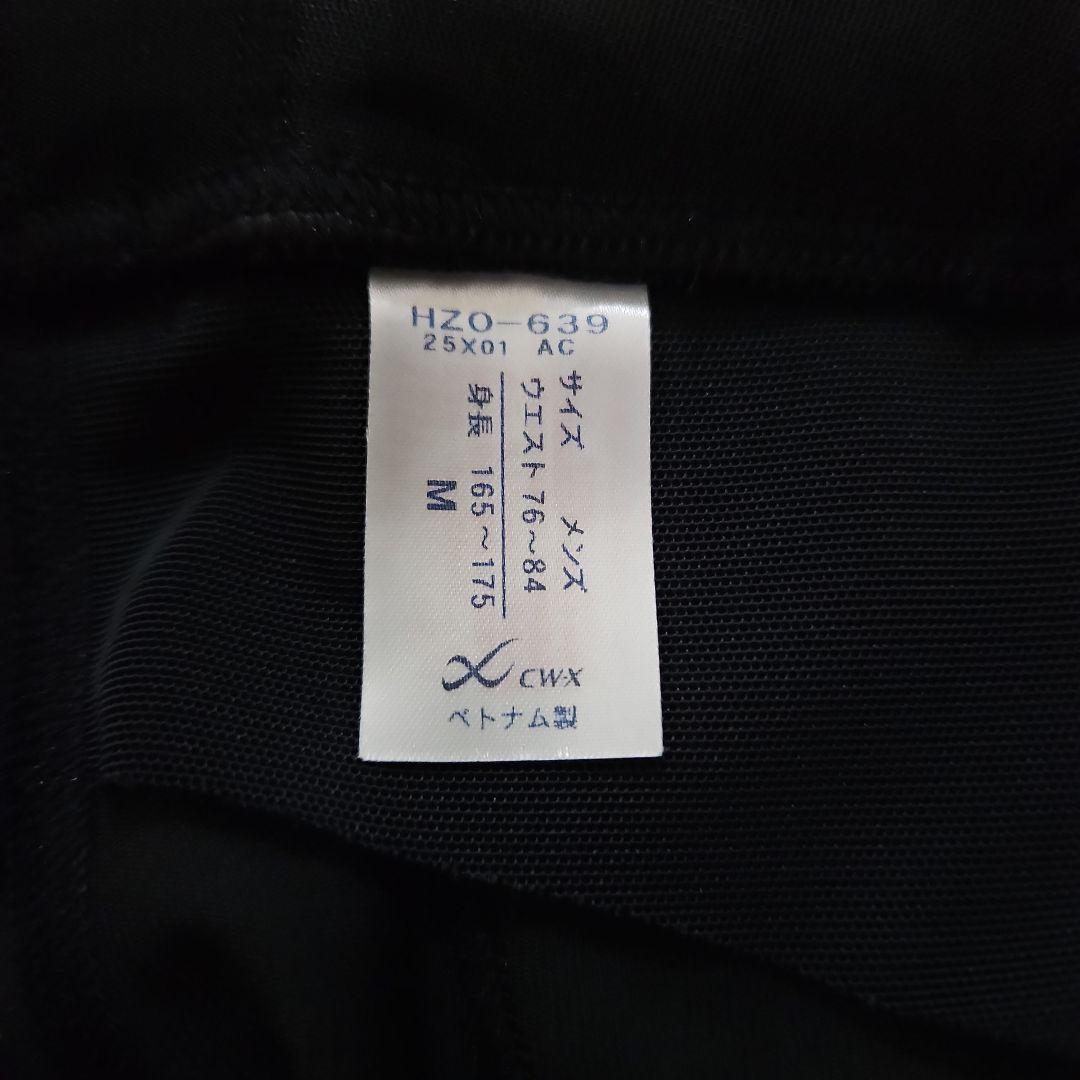 HZO-639
25X01 AC
サイズ メンズ
ウエスト 76~84
身長 165~175
M
CW-X
ベトナム製